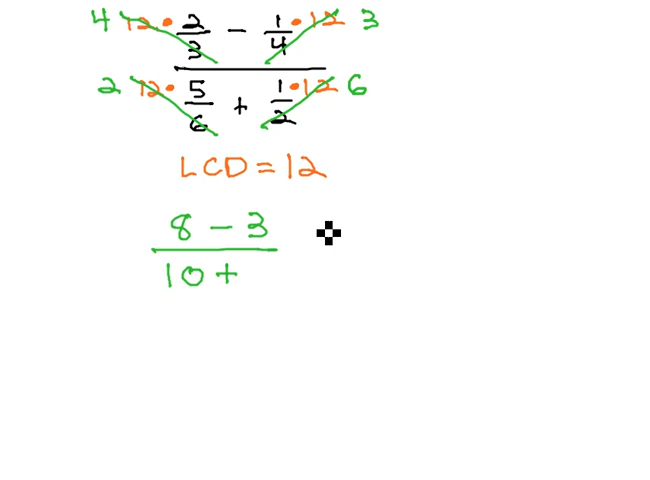 4 12 • 2/3 − 1/4 • 12 3
2 12 • 5/6 + 1/2 • 12 6
LCD = 12
8 − 3
10 +